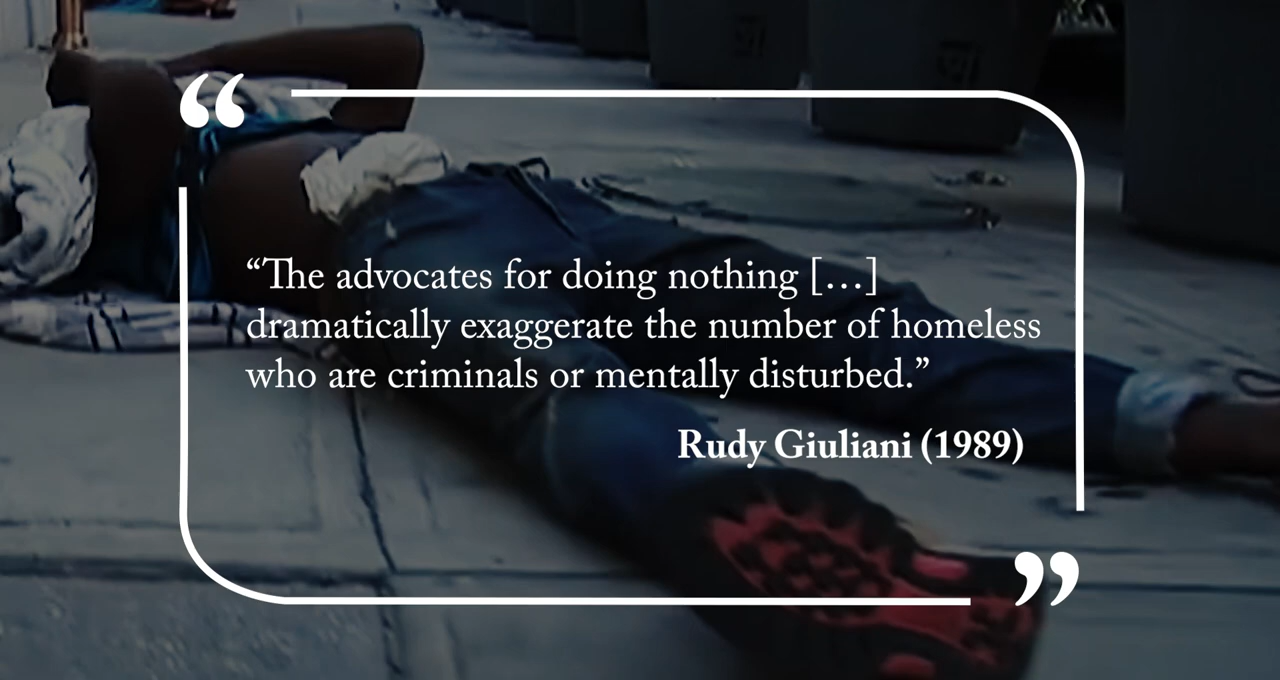 “The advocates for doing nothing […]
dramatically exaggerate the number of homeless
who are criminals or mentally disturbed.”
Rudy Giuliani (1989)